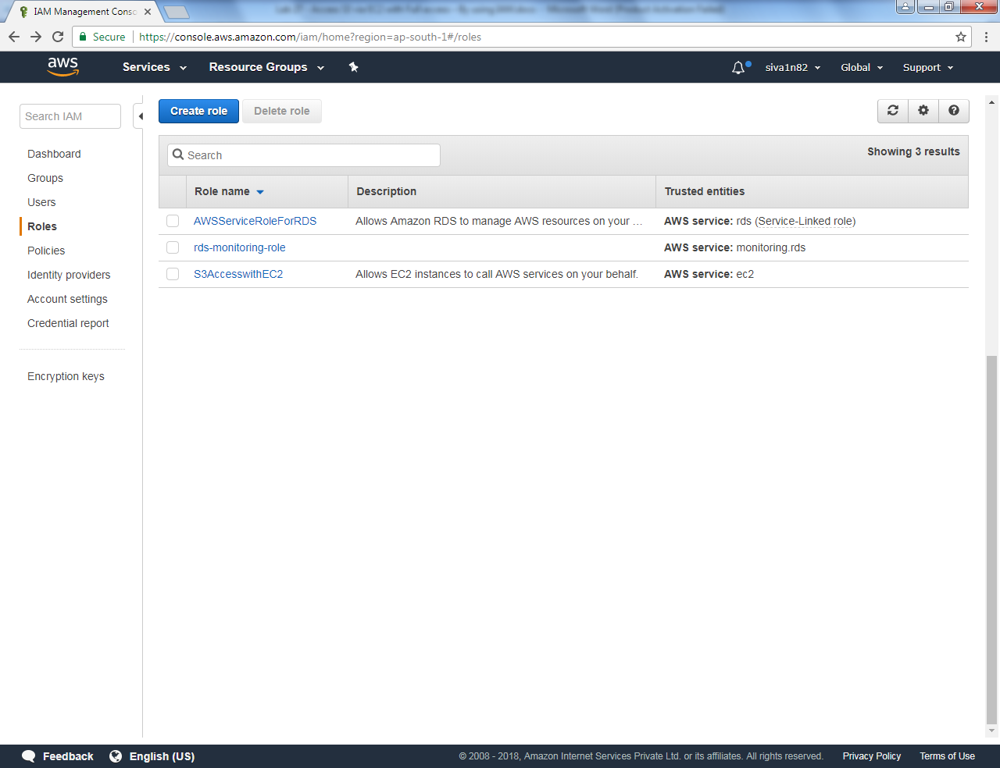 IAM Management Consc
Secure
https://console.aws.amazon.com/iam/home?region=ap-south-1#/roles
aws
Services
Resource Groups
siva1n82
Global
Support
Search IAM
Dashboard
Groups
Users
Roles
Policies
Identity providers
Account settings
Credential report
Encryption keys
Create role
Delete role
Search
Showing 3 results
Role name
Description
Trusted entities
AWSServiceRoleForRDS
Allows Amazon RDS to manage AWS resources on your ...
AWS service: rds (Service-Linked role)
rds-monitoring-role
AWS service: monitoring.rds
S3AccesswithEC2
Allows EC2 instances to call AWS services on your behalf.
AWS service: ec2
Feedback
English (US)
© 2008 - 2018, Amazon Internet Services Private Ltd. or its affiliates. All rights reserved.
Privacy Policy
Terms of Use